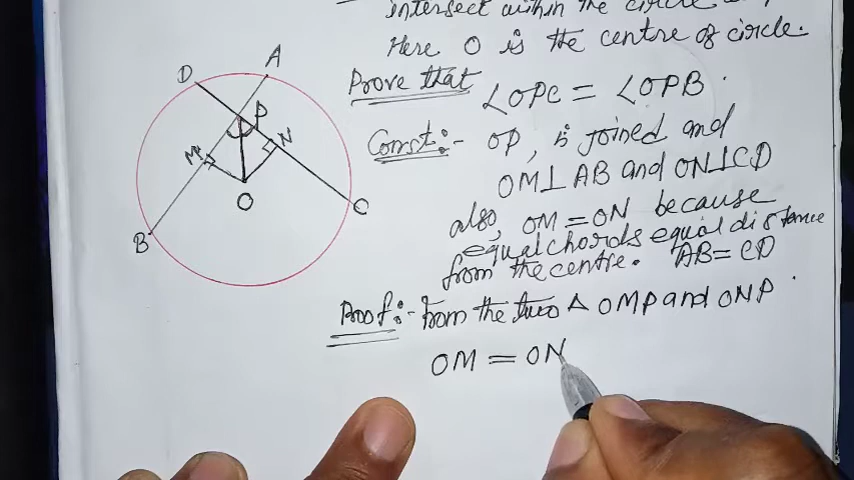 intersect within the circle
Here O is the centre of circle.
Prove that ∠OPC = ∠OPB.
Const:- OP, is joined and
OM⊥AB and ON⊥CD
also, OM = ON because
equal chords equal distance
from the centre. AB = CD
Proof:- from the two Δ OMP and ONP.
OM = ON
D
A
P
M
N
O
C
B